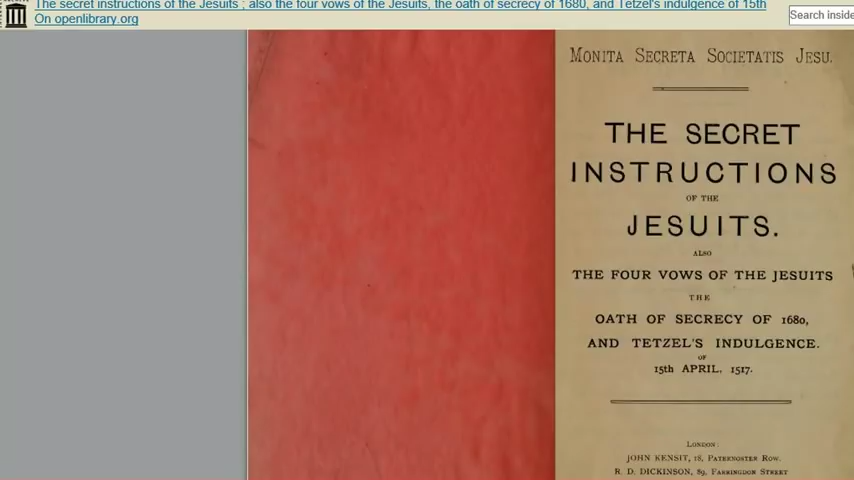 The secret instructions of the Jesuits ; also the four vows of the Jesuits, the oath of secrecy of 1680, and Tetzel's indulgence of 15th
On openlibrary.org
Search inside
MONITA SECRETA SOCIETATIS JESU.
THE SECRET
INSTRUCTIONS
OF THE
JESUITS.
ALSO
THE FOUR VOWS OF THE JESUITS
THE
OATH OF SECRECY OF 1680,
AND TETZEL'S INDULGENCE.
OF
15th APRIL, 1517.
LONDON:
JOHN KENSIT, 18, PATERNOSTER ROW.
R. D. DICKINSON, 89, FARRINGDON STREET